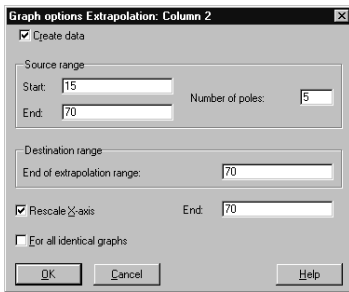 Graph options Extrapolation: Column 2
Create data
Source range
Start: 15
Number of poles: 5
End: 70
Destination range
End of extrapolation range: 70
Rescale X-axis End: 70
For all identical graphs
OK Cancel Help